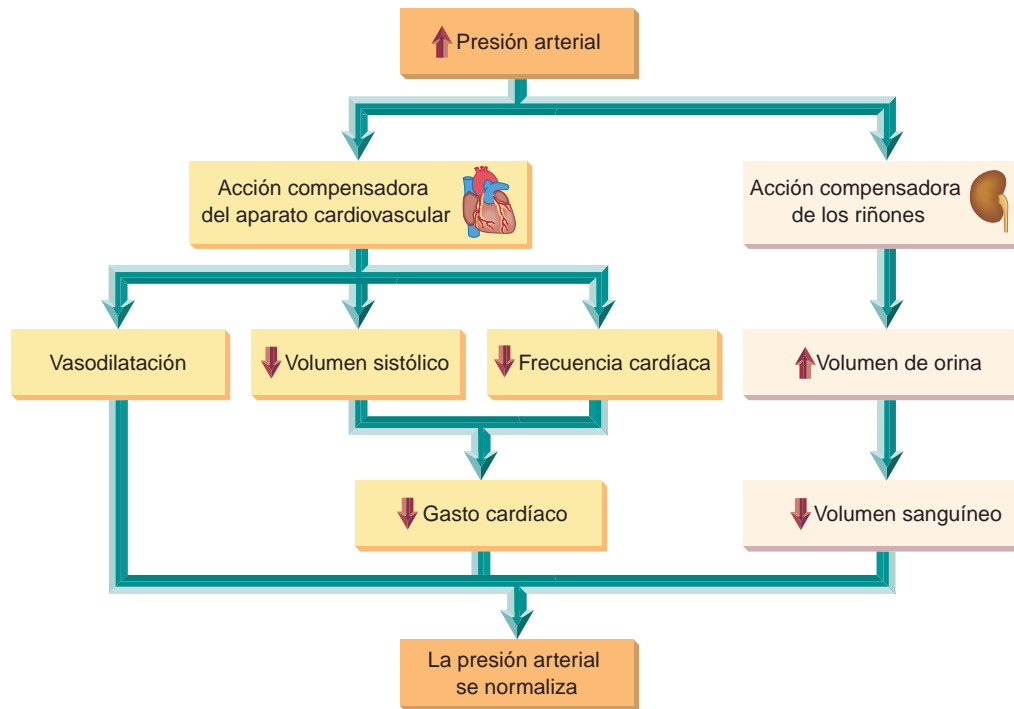 Presión arterial
Acción compensadora
del aparato cardiovascular
Acción compensadora
de los riñones
Vasodilatación
Volumen sistólico
Frecuencia cardíaca
Volumen de orina
Gasto cardíaco
Volumen sanguíneo
La presión arterial
se normaliza